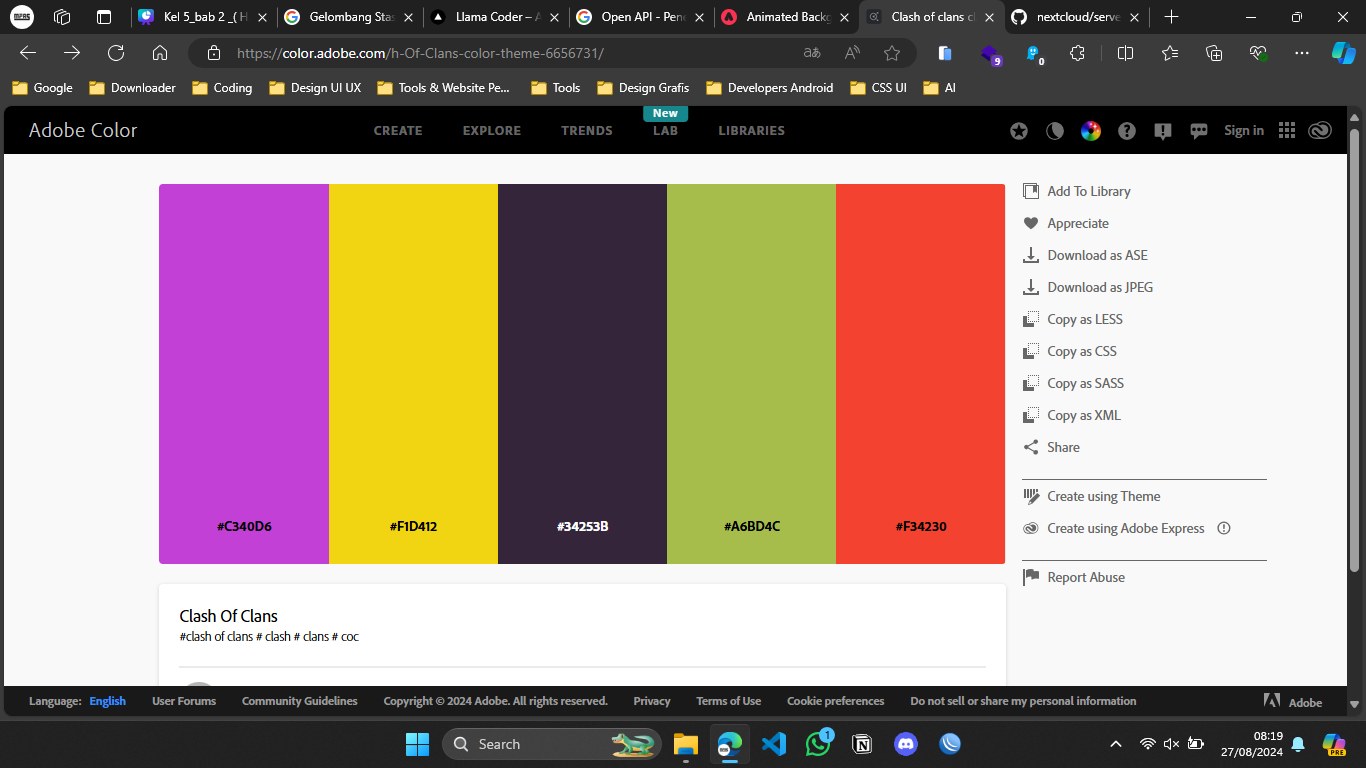 Kel 5_bab 2 _( H
Gelombang Stas
Llama Coder – A
Open API - Pene
Animated Backg
Clash of clans c
nextcloud/serve
https://color.adobe.com/h-Of-Clans-color-theme-6656731/
9
0
Google
Downloader
Coding
Design UI UX
Tools & Website Pe...
Tools
Design Grafis
Developers Android
CSS UI
AI
Adobe Color
CREATE
EXPLORE
TRENDS
New
LAB
LIBRARIES
Sign in
#C340D6
#F1D412
#34253B
#A6BD4C
#F34230
Add To Library
Appreciate
Download as ASE
Download as JPEG
Copy as LESS
Copy as CSS
Copy as SASS
Copy as XML
Share
Create using Theme
Create using Adobe Express
Report Abuse
Clash Of Clans
#clash of clans # clash # clans # coc
Language: English
User Forums
Community Guidelines
Copyright © 2024 Adobe. All rights reserved.
Privacy
Terms of Use
Cookie preferences
Do not sell or share my personal information
Adobe
Search
1
08:19
27/08/2024
PRE